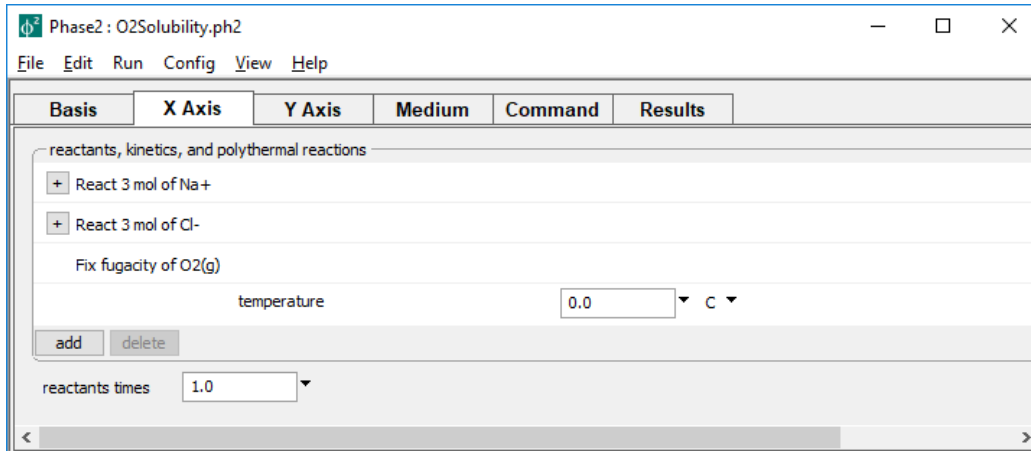 Phase2 : O2Solubility.ph2
File Edit Run Config View Help
Basis X Axis Y Axis Medium Command Results
reactants, kinetics, and polythermal reactions
+ React 3 mol of Na+
+ React 3 mol of Cl-
Fix fugacity of O2(g)
temperature 0.0 C
add delete
reactants times 1.0